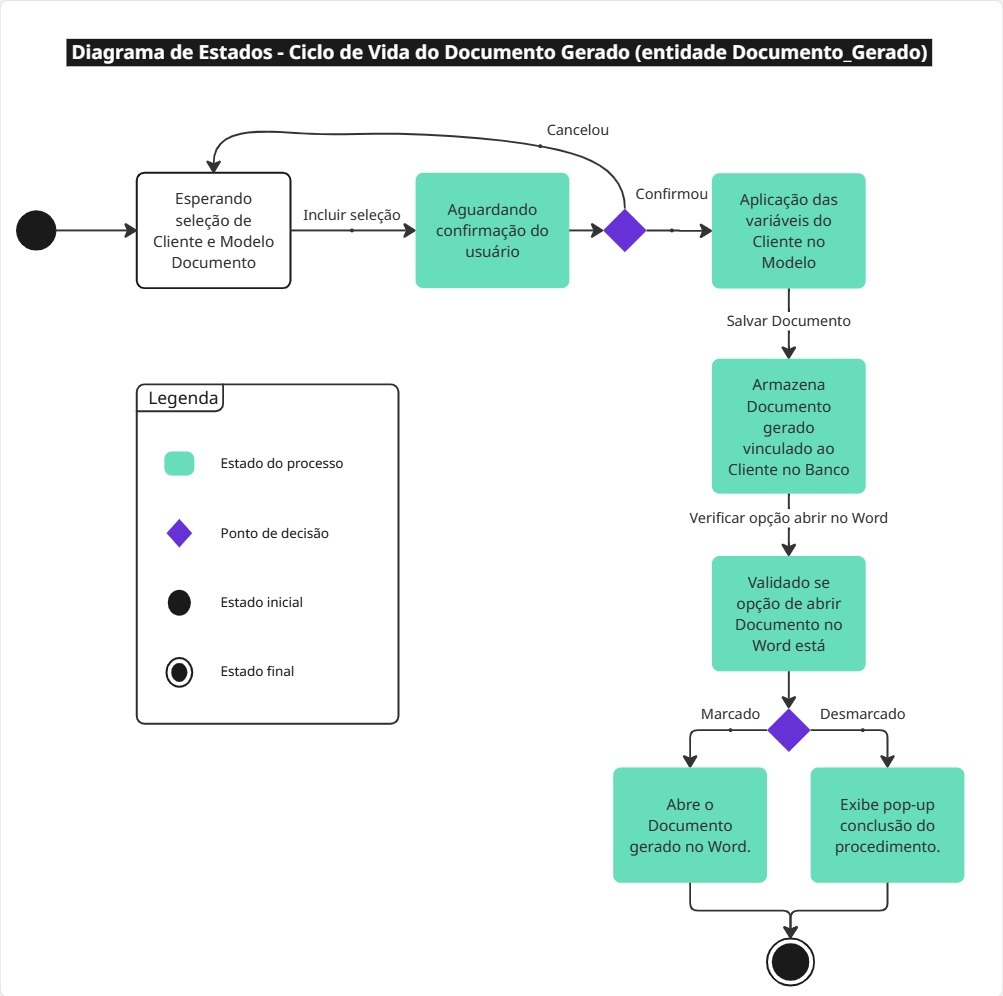 Diagrama de Estados - Ciclo de Vida do Documento Gerado (entidade Documento_Gerado)
Cancelou
Esperando
seleção de
Cliente e Modelo
Documento
Incluir seleção
Aguardando
confirmação do
usuário
Confirmou
Aplicação das
variáveis do
Cliente no
Modelo
Salvar Documento
Armazena
Documento
gerado
vinculado ao
Cliente no Banco
Verificar opção abrir no Word
Validado se
opção de abrir
Documento no
Word está
Marcado
Desmarcado
Abre o
Documento
gerado no Word.
Exibe pop-up
conclusão do
procedimento.
Legenda
Estado do processo
Ponto de decisão
Estado inicial
Estado final